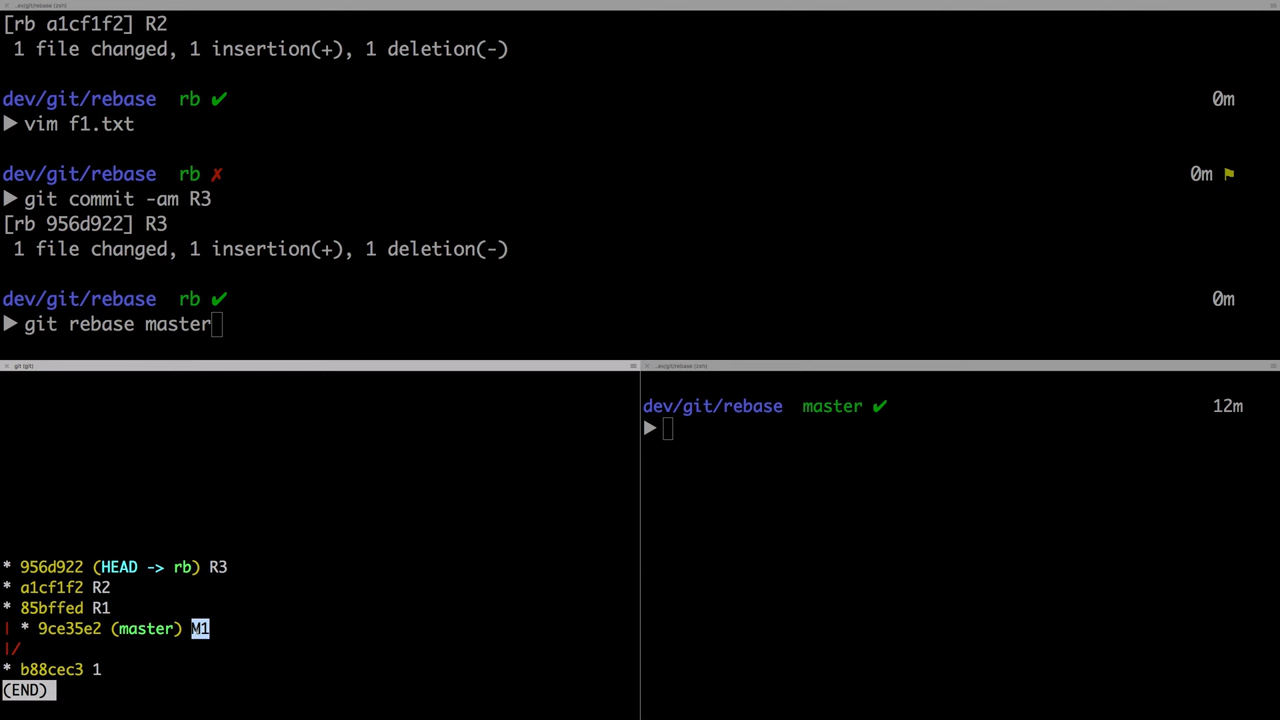 ..ev/git/rebase (zsh)
[rb a1cf1f2] R2
1 file changed, 1 insertion(+), 1 deletion(-)
dev/git/rebase rb ✔ 0m
▶ vim f1.txt
dev/git/rebase rb ✗ 0m ⚑
▶ git commit -am R3
[rb 956d922] R3
1 file changed, 1 insertion(+), 1 deletion(-)
dev/git/rebase rb ✔ 0m
▶ git rebase master
git (git)
* 956d922 (HEAD -> rb) R3
* a1cf1f2 R2
* 85bffed R1
| * 9ce35e2 (master) M1
|/
* b88cec3 1
(END)
..ev/git/rebase (zsh)
dev/git/rebase master ✔ 12m
▶